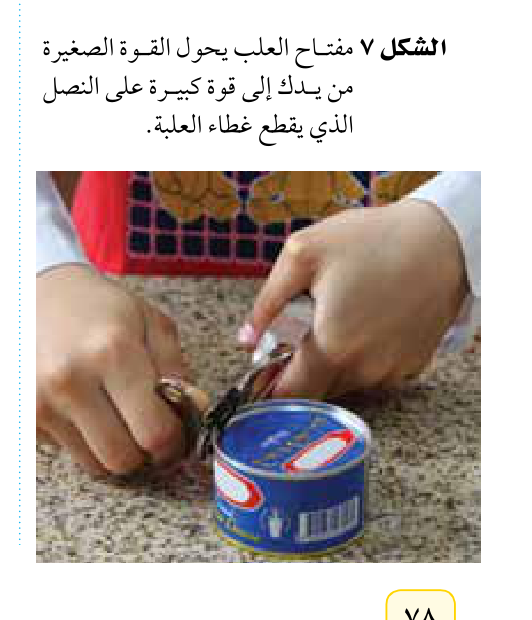 الشكل ٧ مفتاح العلب يحول القوة الصغيرة
من يدك إلى قوة كبيرة على النصل
الذي يقطع غطاء العلبة.
٧٨